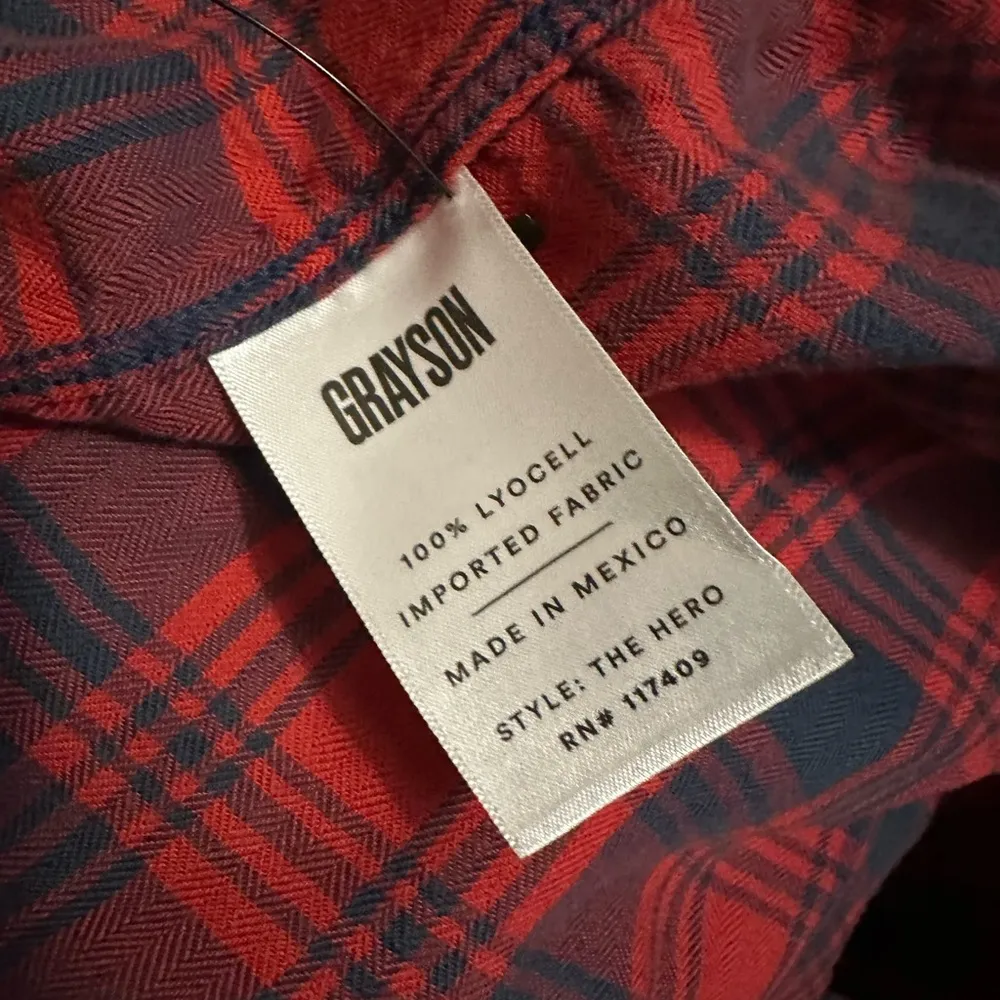 GRAYSON
100% LYOCELL
IMPORTED FABRIC
MADE IN MEXICO
STYLE: THE HERO
RN# 117409